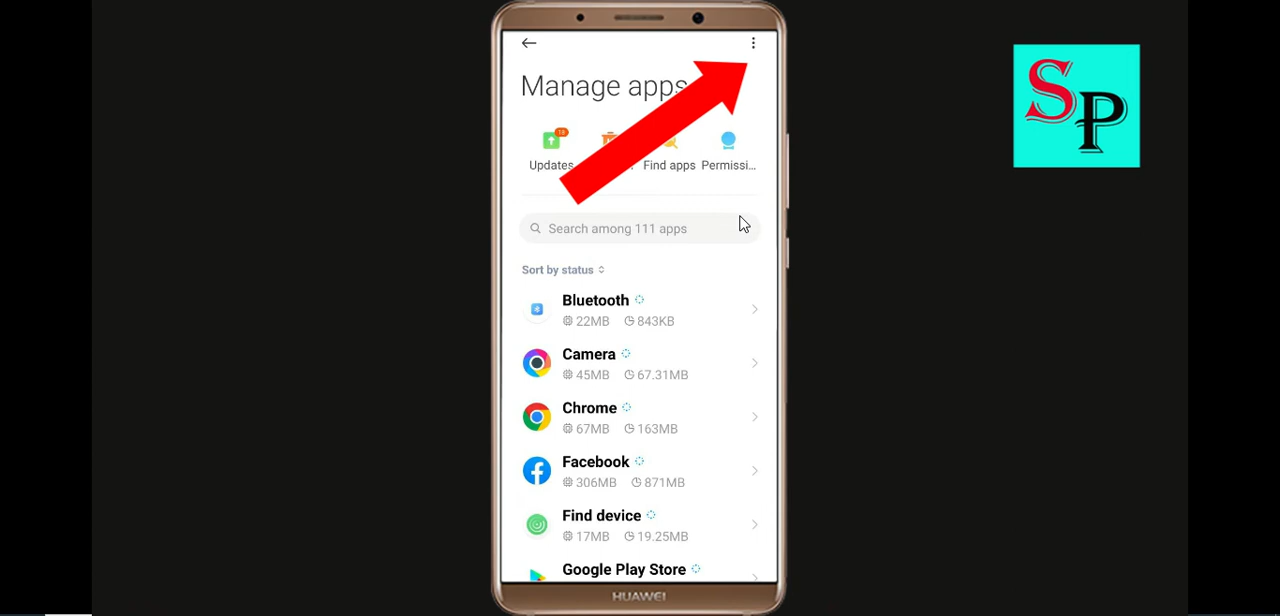 Manage apps
18
Updates
Find apps
Permissi...
Search among 111 apps
Sort by status
Bluetooth
22MB 843KB
Camera
45MB 67.31MB
Chrome
67MB 163MB
Facebook
306MB 871MB
Find device
17MB 19.25MB
Google Play Store
HUAWEI
SP